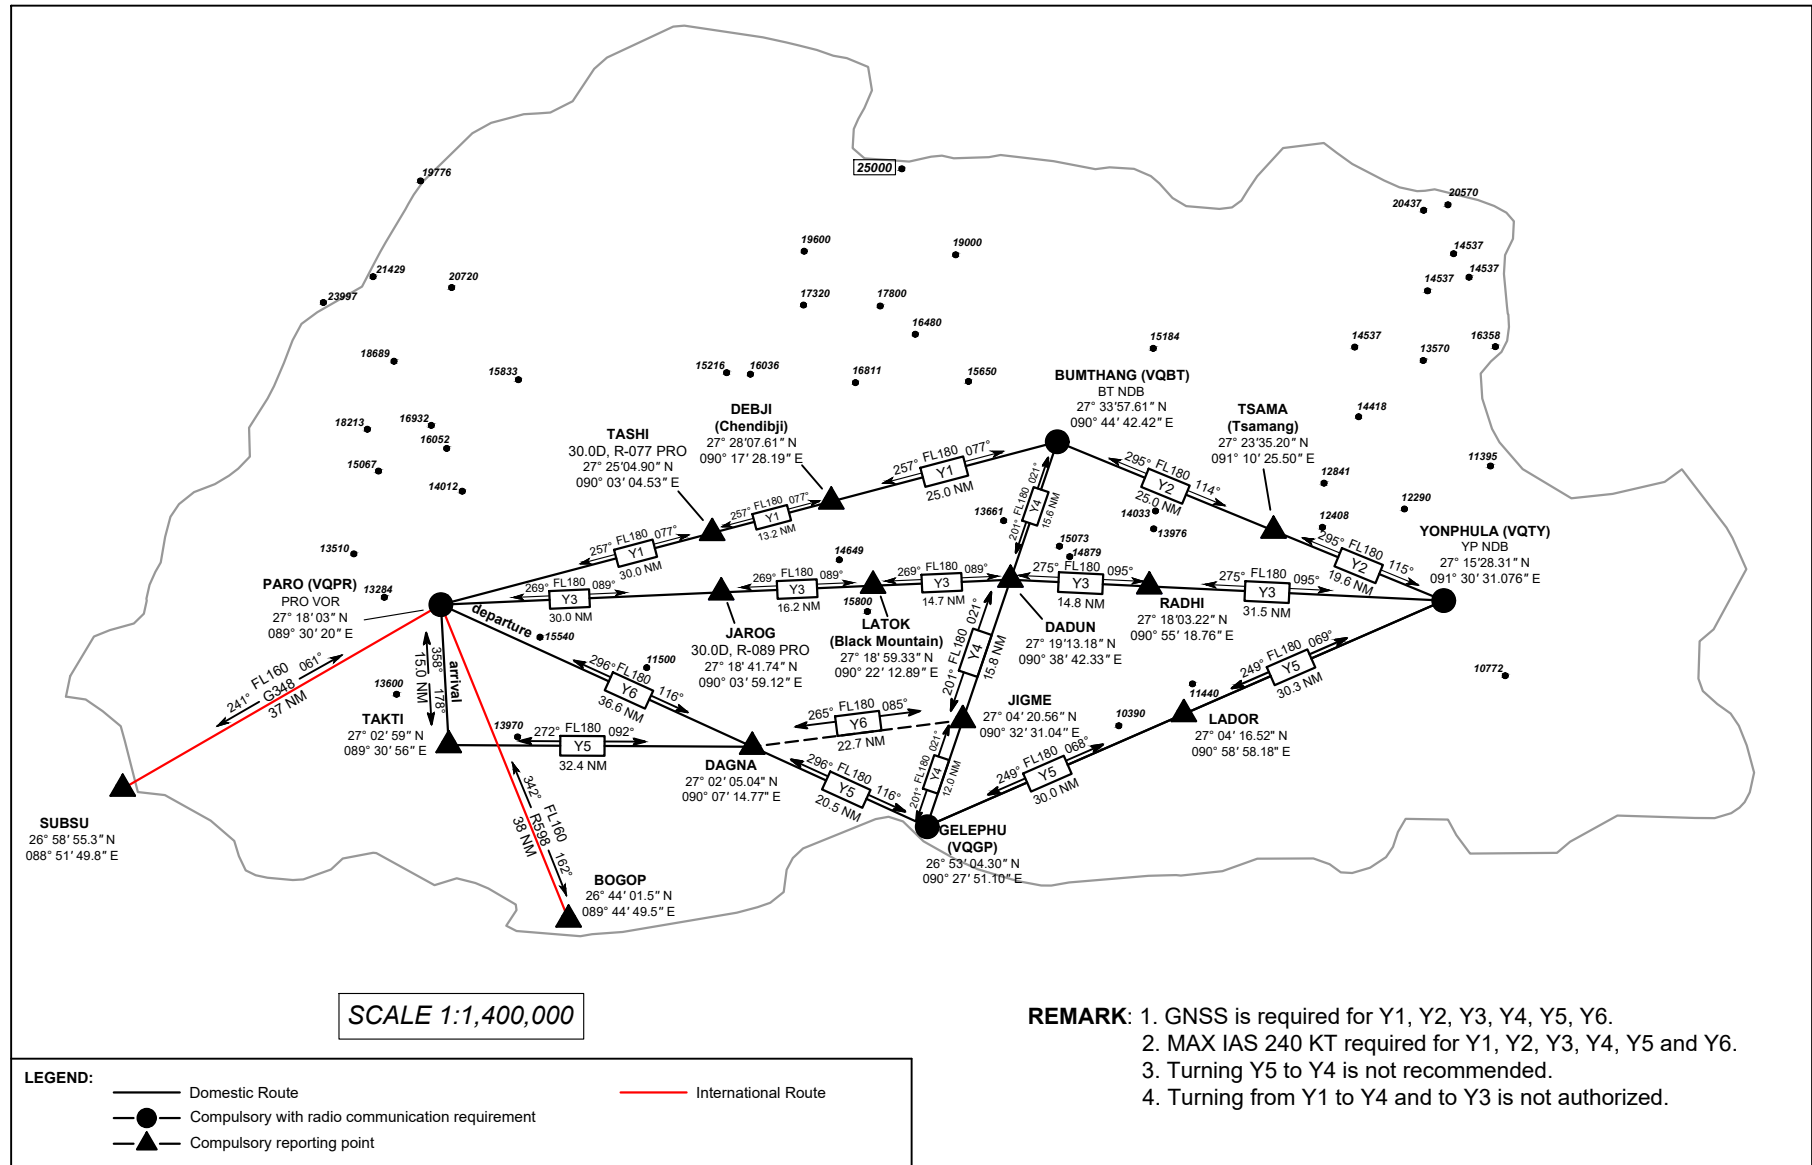 19776
25000
20570
20437
19600
19000
14537
14537
21429
20720
14537
23997
17320
17800
16480
15184
14537
16358
13570
18689
15833
15216
16036
16811
15650
BUMTHANG (VQBT)
BT NDB
27° 33′57.61″ N
090° 44′ 42.42″ E
14418
18213
16932
16052
15067
14012
DEBJI
(Chendibji)
27° 28′07.61″ N
090° 17′ 28.19″ E
TASHI
30.0D, R-077 PRO
27° 25′04.90″ N
090° 03′ 04.53″ E
TSAMA
(Tsamang)
27° 23′35.20″ N
091° 10′ 25.50″ E
11395
12841
12290
12408
257° FL180 077°
Y1
25.0 NM
257° FL180 077°
Y1
13.2 NM
257° FL180 077°
Y1
30.0 NM
295° FL180 114°
Y2
25.0 NM
14033
13976
201° FL180 021°
Y4
15.6 NM
13661
15073
14879
14649
13510
13284
295° FL180 115°
Y2
19.6 NM
YONPHULA (VQTY)
YP NDB
27° 15′28.31″ N
091° 30′ 31.076″ E
PARO (VQPR)
PRO VOR
27° 18′ 03″ N
089° 30′ 20″ E
269° FL180 089°
Y3
30.0 NM
269° FL180 089°
Y3
16.2 NM
269° FL180 089°
Y3
14.7 NM
275° FL180 095°
Y3
14.8 NM
275° FL180 095°
Y3
31.5 NM
15800
departure
15540
JAROG
30.0D, R-089 PRO
27° 18′ 41.74″ N
090° 03′ 59.12″ E
LATOK
(Black Mountain)
27° 18′ 59.33″ N
090° 22′ 12.89″ E
DADUN
27° 19′13.18″ N
090° 38′ 42.33″ E
RADHI
27° 18′03.22″ N
090° 55′ 18.76″ E
241° FL160 061°
G348
37 NM
358° 178°
15.0 NM
arrival
13600
11500
296° FL180 116°
Y6
36.6 NM
201° FL180 021°
Y4
15.8 NM
249° FL180 069°
Y5
30.3 NM
10772
11440
10390
TAKTI
27° 02′ 59″ N
089° 30′ 56″ E
13970
272° FL180 092°
Y5
32.4 NM
265° FL180 085°
Y6
22.7 NM
JIGME
27° 04′ 20.56″ N
090° 32′ 31.04″ E
LADOR
27° 04′ 16.52″ N
090° 58′ 58.18″ E
DAGNA
27° 02′ 05.04″ N
090° 07′ 14.77″ E
296° FL180 116°
Y5
20.5 NM
201° FL180 021°
Y4
12.0 NM
249° FL180 068°
Y5
30.0 NM
SUBSU
26° 58′ 55.3″ N
088° 51′ 49.8″ E
342° FL160 162°
R598
38 NM
GELEPHU
(VQGP)
26° 53′ 04.30″ N
090° 27′ 51.10″ E
BOGOP
26° 44′ 01.5″ N
089° 44′ 49.5″ E
SCALE 1:1,400,000
REMARK: 1. GNSS is required for Y1, Y2, Y3, Y4, Y5, Y6.
2. MAX IAS 240 KT required for Y1, Y2, Y3, Y4, Y5 and Y6.
3. Turning Y5 to Y4 is not recommended.
4. Turning from Y1 to Y4 and to Y3 is not authorized.
LEGEND:
Domestic Route
International Route
Compulsory with radio communication requirement
Compulsory reporting point